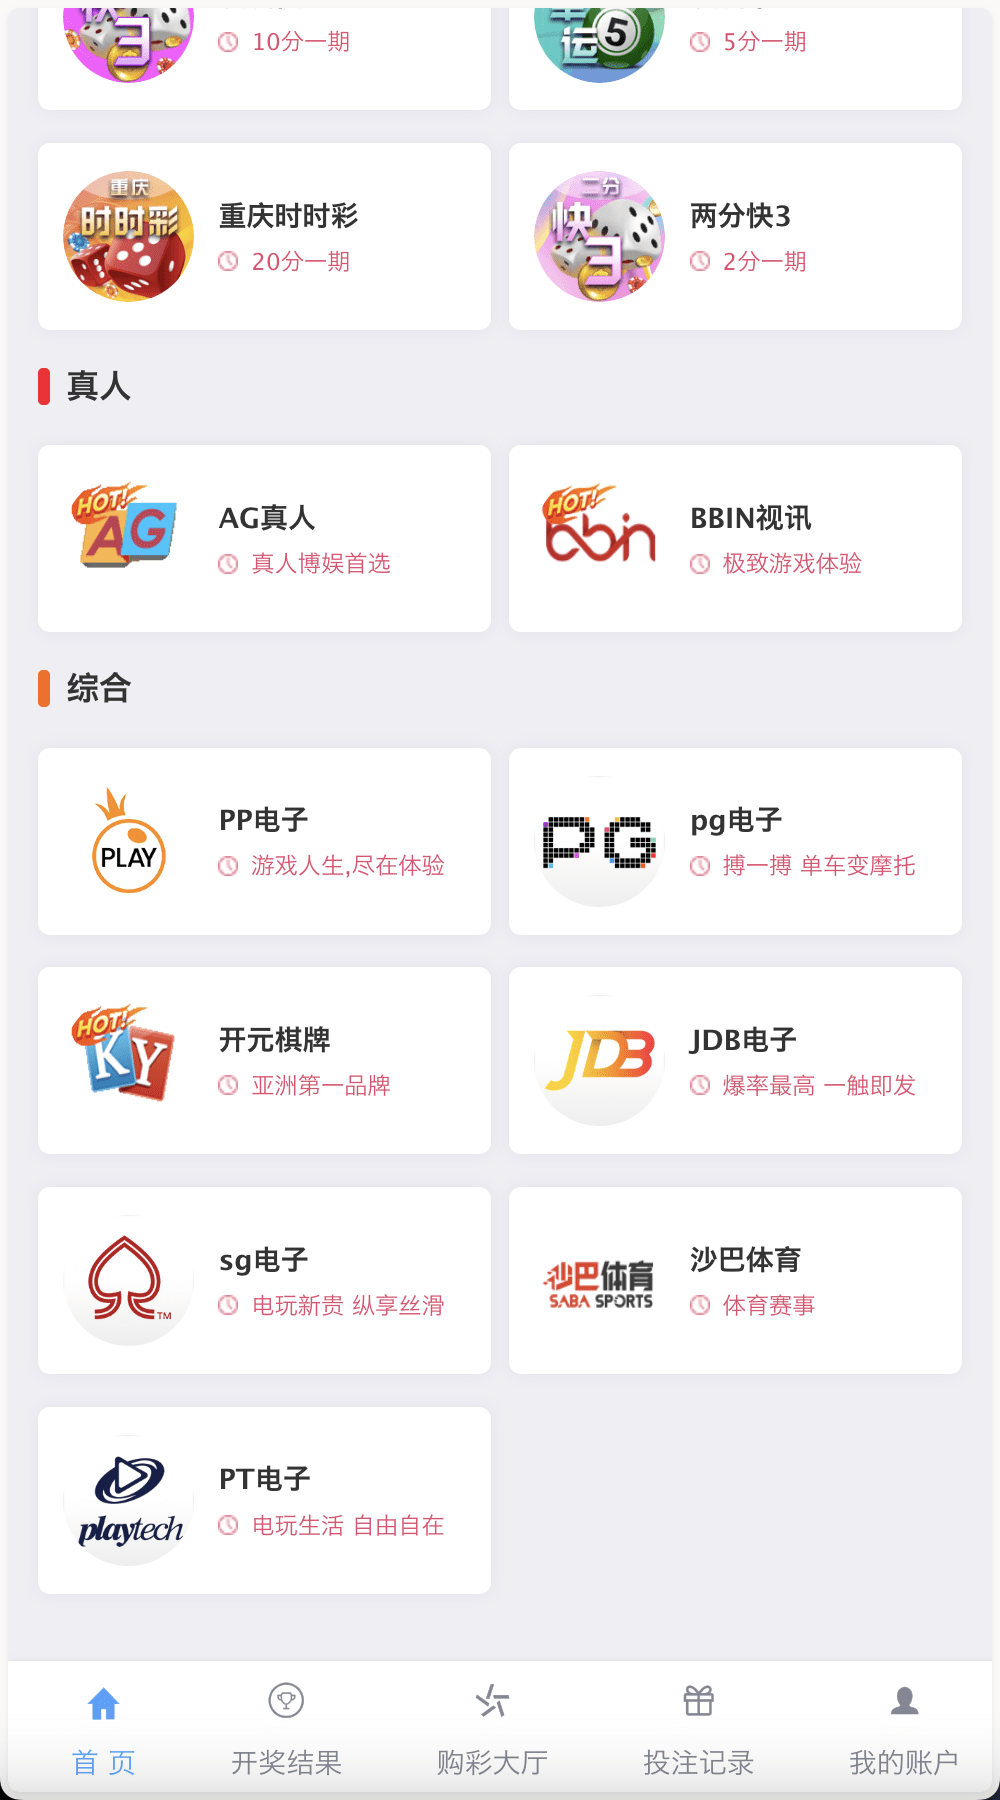 快3
10分一期
幸运5
5分一期
重庆时时彩
重庆时时彩
20分一期
二分快3
两分快3
2分一期
真人
HOT!
AG
AG真人
真人博娱首选
HOT!
bbin
BBIN视讯
极致游戏体验
综合
PLAY
PP电子
游戏人生,尽在体验
PG
pg电子
搏一搏 单车变摩托
HOT!
KY
开元棋牌
亚洲第一品牌
JDB
JDB电子
爆率最高 一触即发
TM
sg电子
电玩新贵 纵享丝滑
沙巴体育
SABA SPORTS
沙巴体育
体育赛事
playtech
PT电子
电玩生活 自由自在
首 页
开奖结果
购彩大厅
投注记录
我的账户